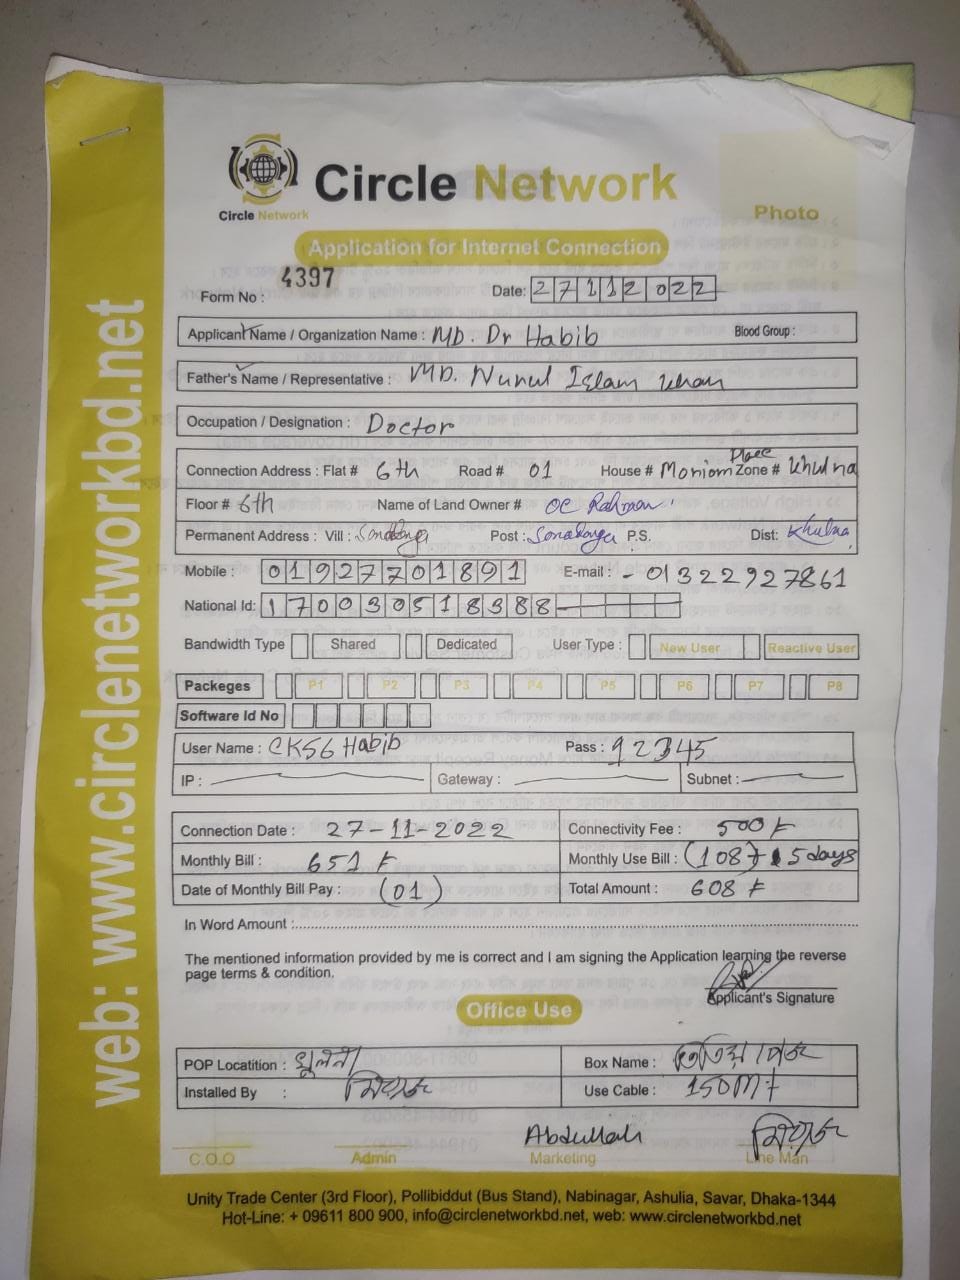 Circle Network
Circle Network
Photo
Application for Internet Connection
Form No : 4397 Date: 27112022
Applicant Name / Organization Name : MD. Dr Habib Blood Group :
Father's Name / Representative : MD. Nurul Islam Khan
Occupation / Designation : Doctor
Connection Address : Flat # 6th Road # 01 House # Moniom Place Zone # Khulna
Floor # 6th Name of Land Owner # OC Rahman
Permanent Address : Vill : Sonadanga Post : Sonadanga P.S. Dist: Khulna
Mobile : 01927701891 E-mail : - 01322927861
National Id: 170030518388
Bandwidth Type Shared Dedicated User Type : New User Reactive User
Packeges P1 P2 P3 P4 P5 P6 P7 P8
Software Id No
User Name : CK56 Habib Pass : 12345
IP : Gateway : Subnet :
Connection Date : 27-11-2022 Connectivity Fee : 500 ৳
Monthly Bill : 651 ৳ Monthly Use Bill : (108) 5 days
Date of Monthly Bill Pay : (01) Total Amount : 608 ৳
In Word Amount :
The mentioned information provided by me is correct and I am signing the Application learning the reverse
page terms & condition.
Applicant's Signature
Office Use
POP Locatition : খুলনা Box Name :
Installed By : Use Cable : 150M
Abdullah
C.O.O Admin Marketing Line Man
Unity Trade Center (3rd Floor), Pollibiddut (Bus Stand), Nabinagar, Ashulia, Savar, Dhaka-1344
Hot-Line: + 09611 800 900, info@circlenetworkbd.net, web: www.circlenetworkbd.net
web: www.circlenetworkbd.net